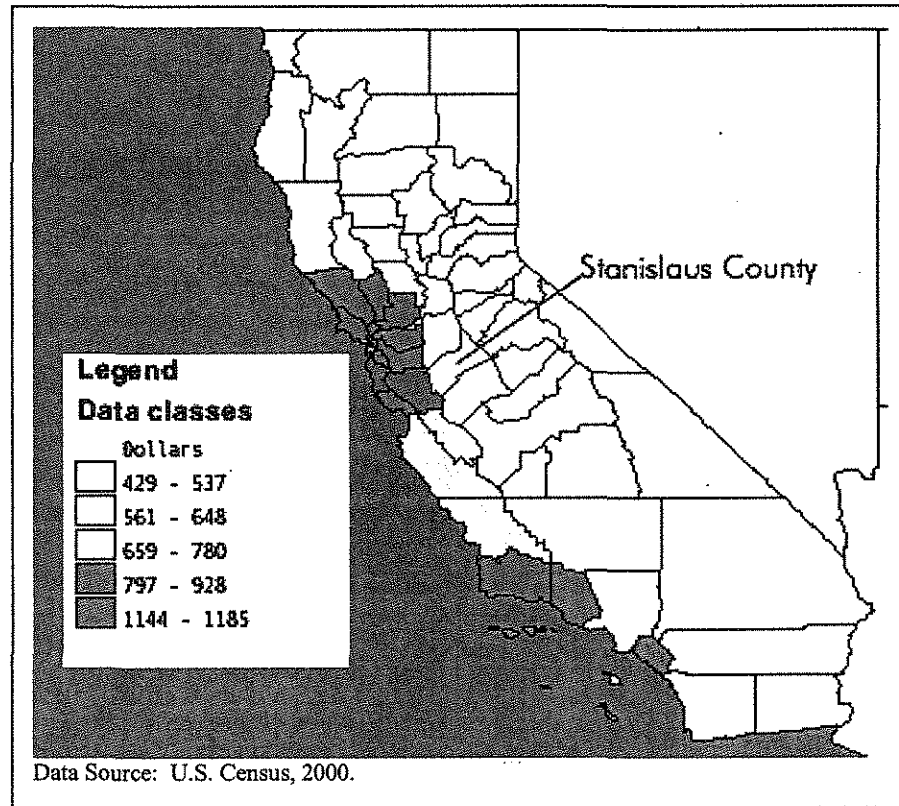 Stanislaus County
Legend
Data classes
Dollars
429 - 537
561 - 648
659 - 780
797 - 928
1144 - 1185
Data Source: U.S. Census, 2000.